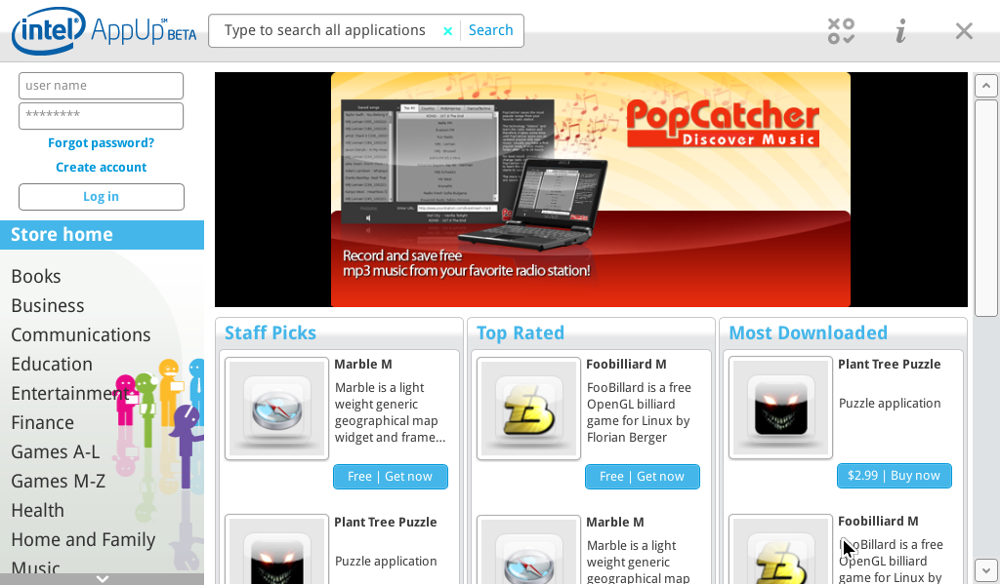 intel AppUp SM BETA
Type to search all applications × Search
user name
********
Forgot password?
Create account
Log in
Store home
Books
Business
Communications
Education
Entertainment
Finance
Games A-L
Games M-Z
Health
Home and Family
Music
PopCatcher
Discover Music
Record and save free
mp3 music from your favorite radio station!
Staff Picks
Marble M
Marble is a light
weight generic
geographical map
widget and frame...
Free | Get now
Plant Tree Puzzle
Puzzle application
Top Rated
Foobilliard M
FooBillard is a free
OpenGL billiard
game for Linux by
Florian Berger
Free | Get now
Marble M
Marble is a light
weight generic
geographical map
Most Downloaded
Plant Tree Puzzle
Puzzle application
$2.99 | Buy now
Foobilliard M
FooBillard is a free
OpenGL billiard
game for Linux by